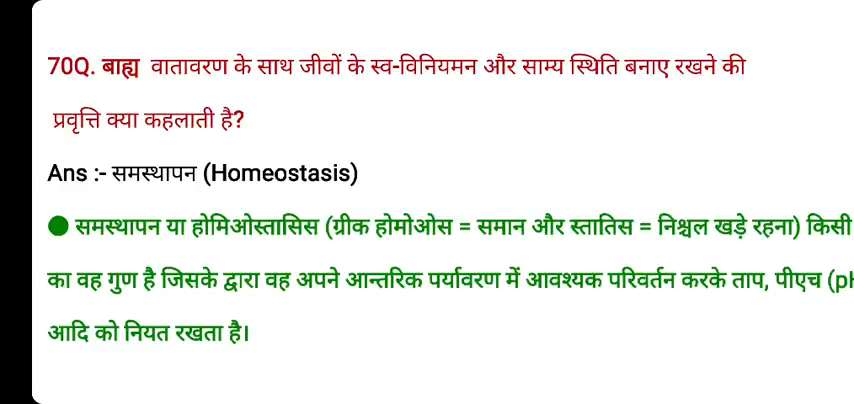 70Q. बाह्य वातावरण के साथ जीवों के स्व-विनियमन और साम्य स्थिति बनाए रखने की
प्रवृत्ति क्या कहलाती है?
Ans :- समस्थापन (Homeostasis)
● समस्थापन या होमिओस्तासिस (ग्रीक होमोओस = समान और स्तातिस = निश्चल खड़े रहना) किसी
का वह गुण है जिसके द्वारा वह अपने आन्तरिक पर्यावरण में आवश्यक परिवर्तन करके ताप, पीएच (pH
आदि को नियत रखता है।